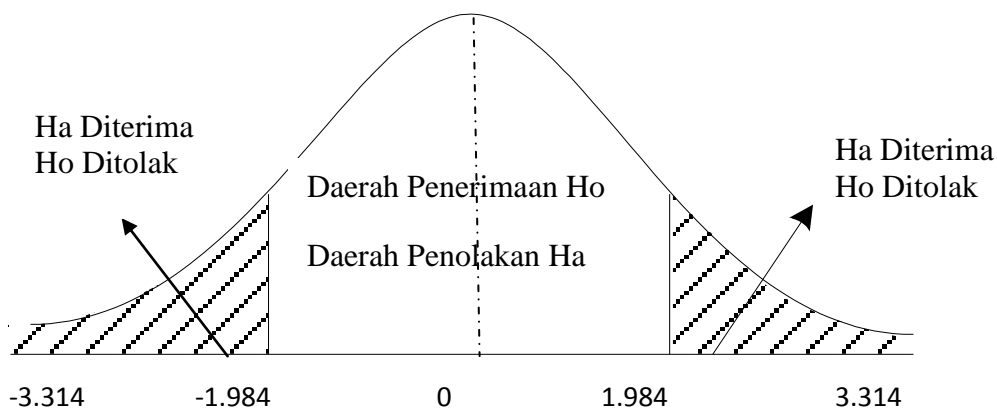 Ha Diterima
Ho Ditolak
Daerah Penerimaan Ho
Daerah Penolakan Ha
Ha Diterima
Ho Ditolak
-3.314 -1.984 0 1.984 3.314